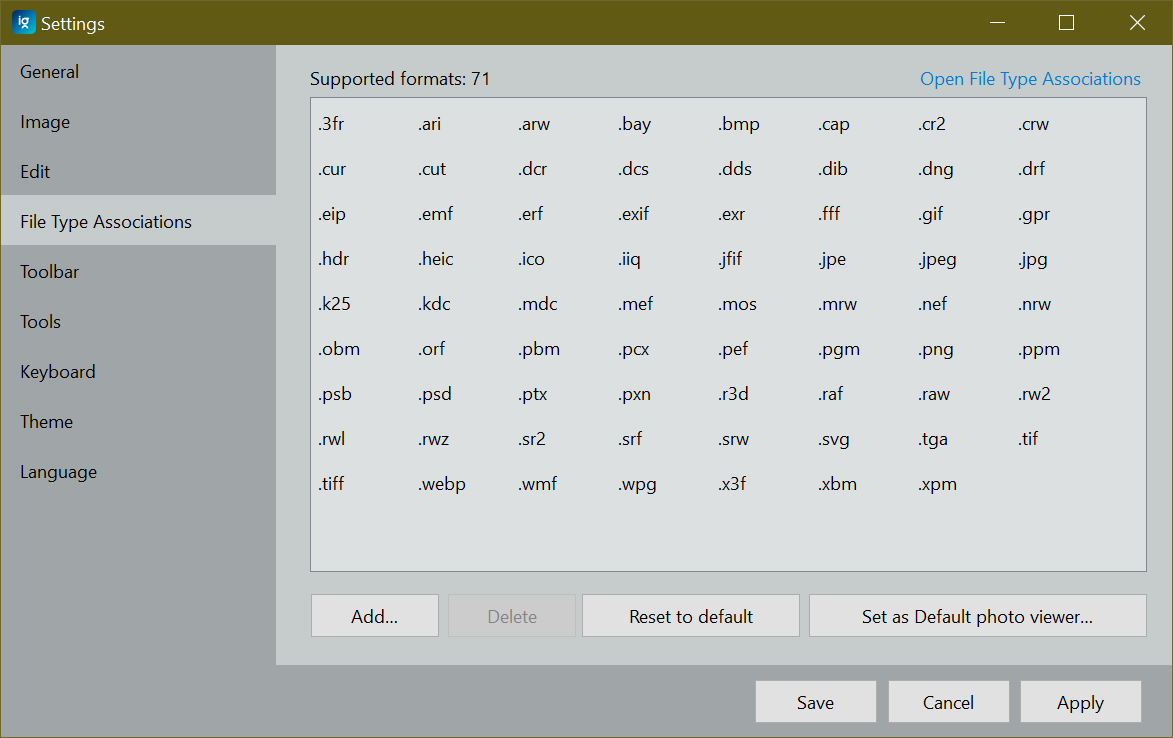 ig Settings
General
Image
Edit
File Type Associations
Toolbar
Tools
Keyboard
Theme
Language
Supported formats: 71 Open File Type Associations
.3fr .ari .arw .bay .bmp .cap .cr2 .crw
.cur .cut .dcr .dcs .dds .dib .dng .drf
.eip .emf .erf .exif .exr .fff .gif .gpr
.hdr .heic .ico .iiq .jfif .jpe .jpeg .jpg
.k25 .kdc .mdc .mef .mos .mrw .nef .nrw
.obm .orf .pbm .pcx .pef .pgm .png .ppm
.psb .psd .ptx .pxn .r3d .raf .raw .rw2
.rwl .rwz .sr2 .srf .srw .svg .tga .tif
.tiff .webp .wmf .wpg .x3f .xbm .xpm
Add... Delete Reset to default Set as Default photo viewer...
Save Cancel Apply